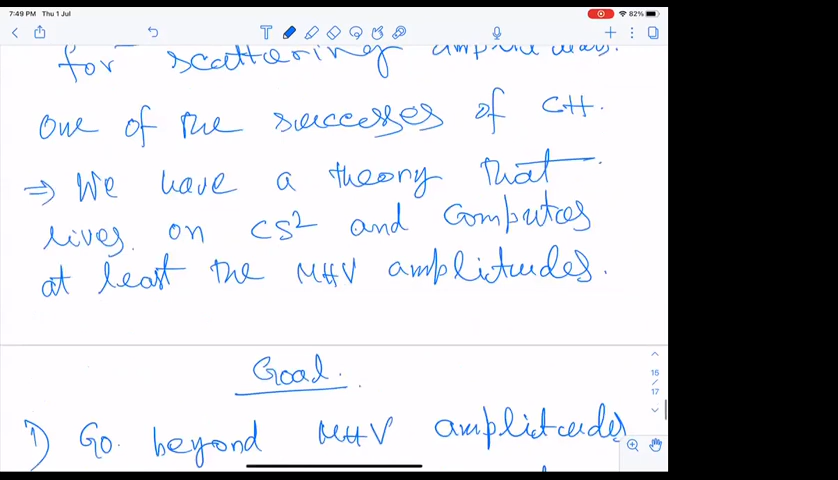 7:49 PM Thu 1 Jul
82%
for scattering amplitudes.
one of the successes of CH.
⇒ We have a theory that
lives on CS² and computes
at least the MHV amplitudes.
15
/
17
Goal.
1) Go beyond MHV amplitudes